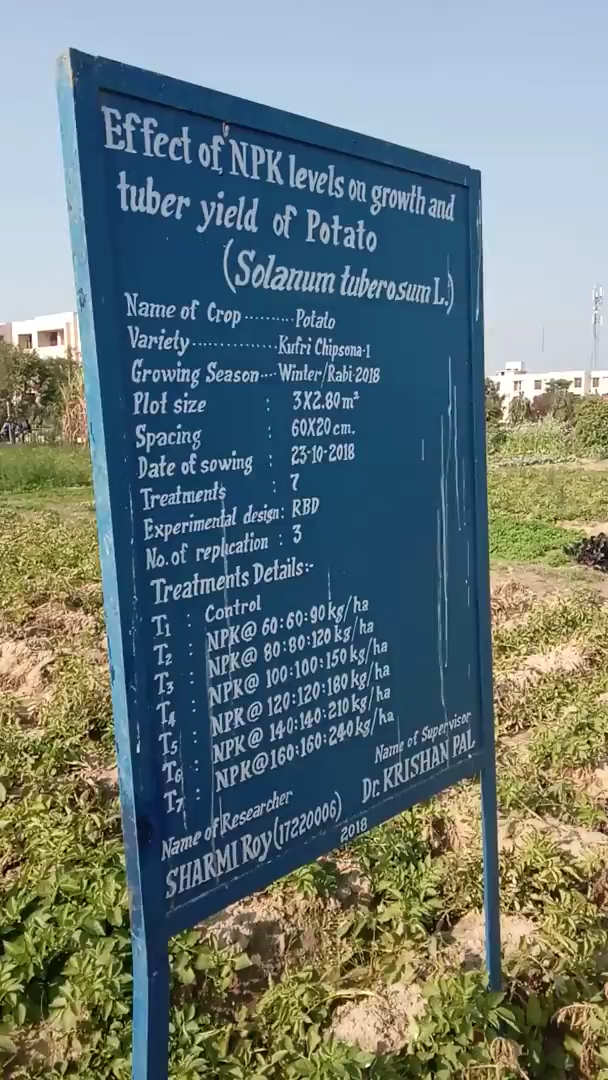 Effect of NPK levels on growth and
tuber yield of Potato
(Solanum tuberosum L.)
Name of Crop ......... Potato
Variety ............. Kufri Chipsona-1
Growing Season .... Winter/Rabi-2018
Plot size : 3X2.80m²
Spacing : 60X20 cm.
Date of sowing : 23-10-2018
Treatments : 7
Experimental design: RBD
No. of replication : 3
Treatments Details:-
T1 : Control
T2 : NPK@ 60:60:90 kg/ha
T3 : NPK@ 80:80:120 kg/ha
T4 : NPK@ 100:100:150 kg/ha
T5 : NPK@ 120:120:180 kg/ha
T6 : NPK@ 140:140:210 kg/ha
T7 : NPK@160:160:240 kg/ha
Name of Researcher
SHARMI Roy (17220006)
Name of Supervisor
Dr. KRISHAN PAL
2018